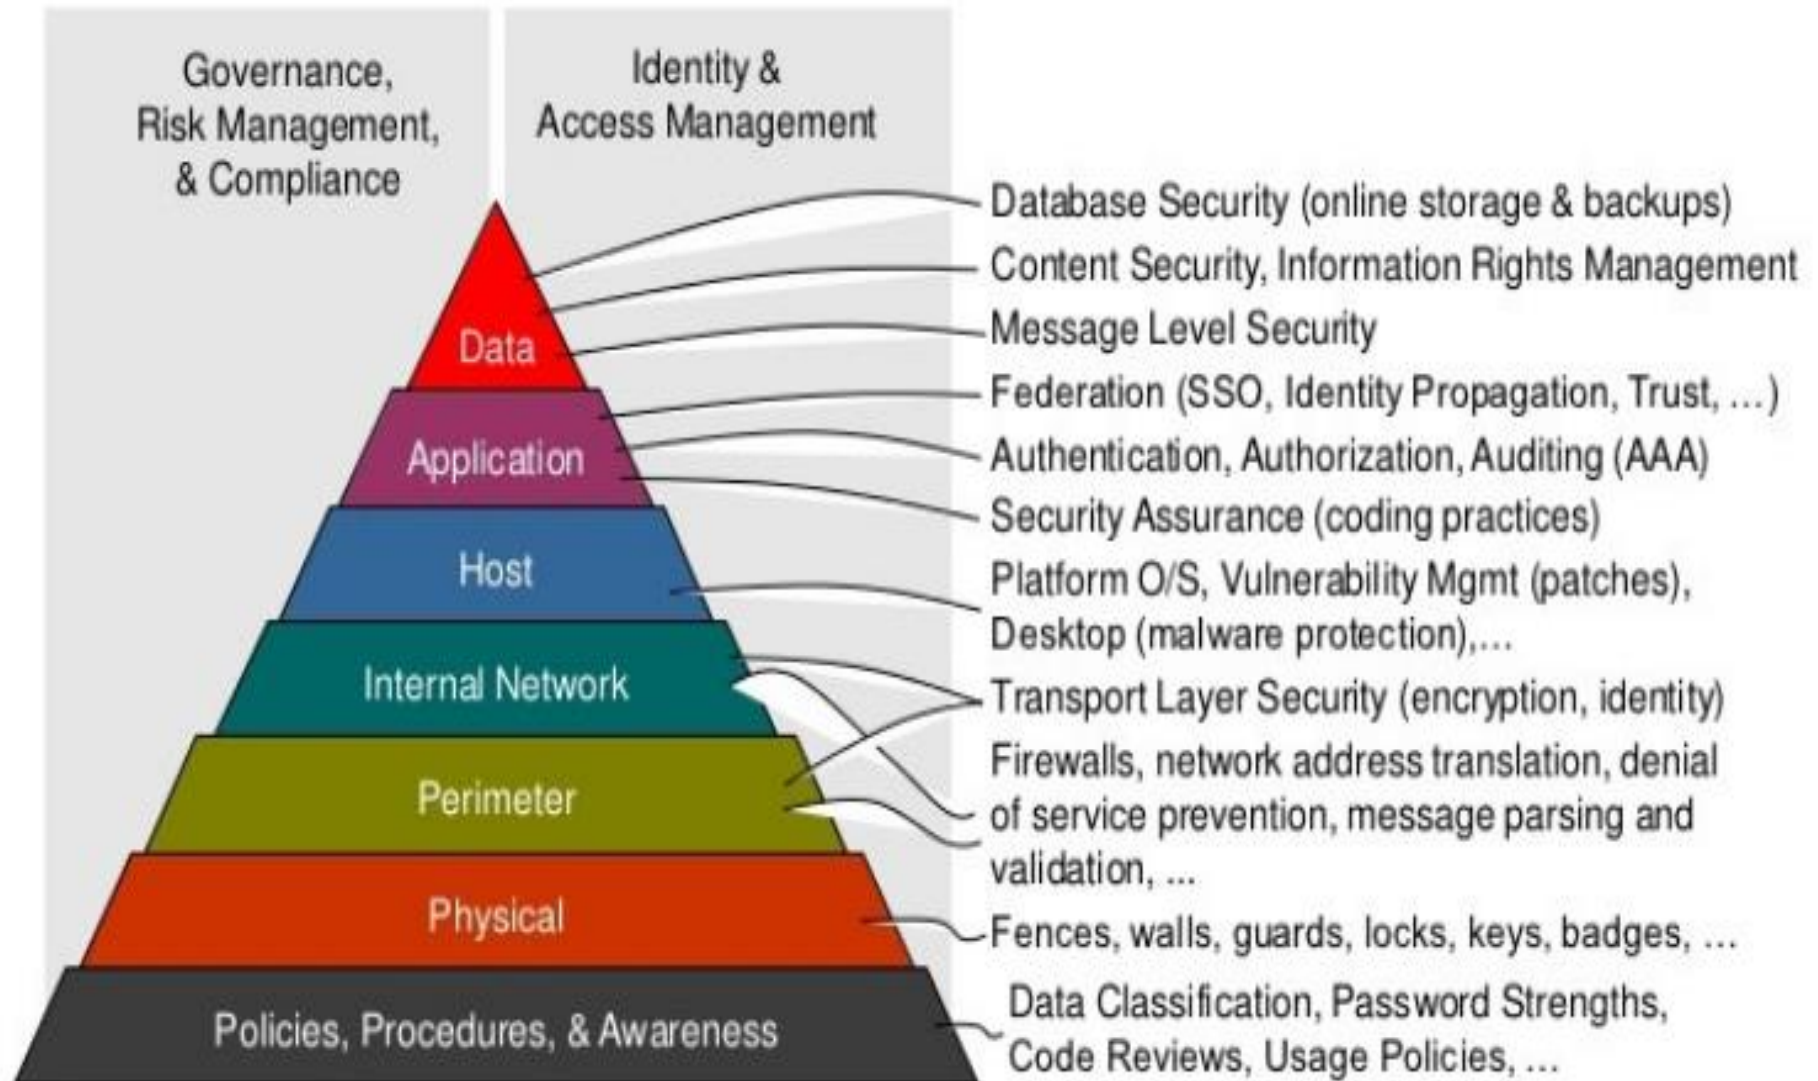 Governance,
Risk Management,
& Compliance
Identity &
Access Management
Data
Application
Host
Internal Network
Perimeter
Physical
Policies, Procedures, & Awareness
Database Security (online storage & backups)
Content Security, Information Rights Management
Message Level Security
Federation (SSO, Identity Propagation, Trust, ...)
Authentication, Authorization, Auditing (AAA)
Security Assurance (coding practices)
Platform O/S, Vulnerability Mgmt (patches),
Desktop (malware protection),...
Transport Layer Security (encryption, identity)
Firewalls, network address translation, denial
of service prevention, message parsing and
validation, ...
Fences, walls, guards, locks, keys, badges, ...
Data Classification, Password Strengths,
Code Reviews, Usage Policies, ...